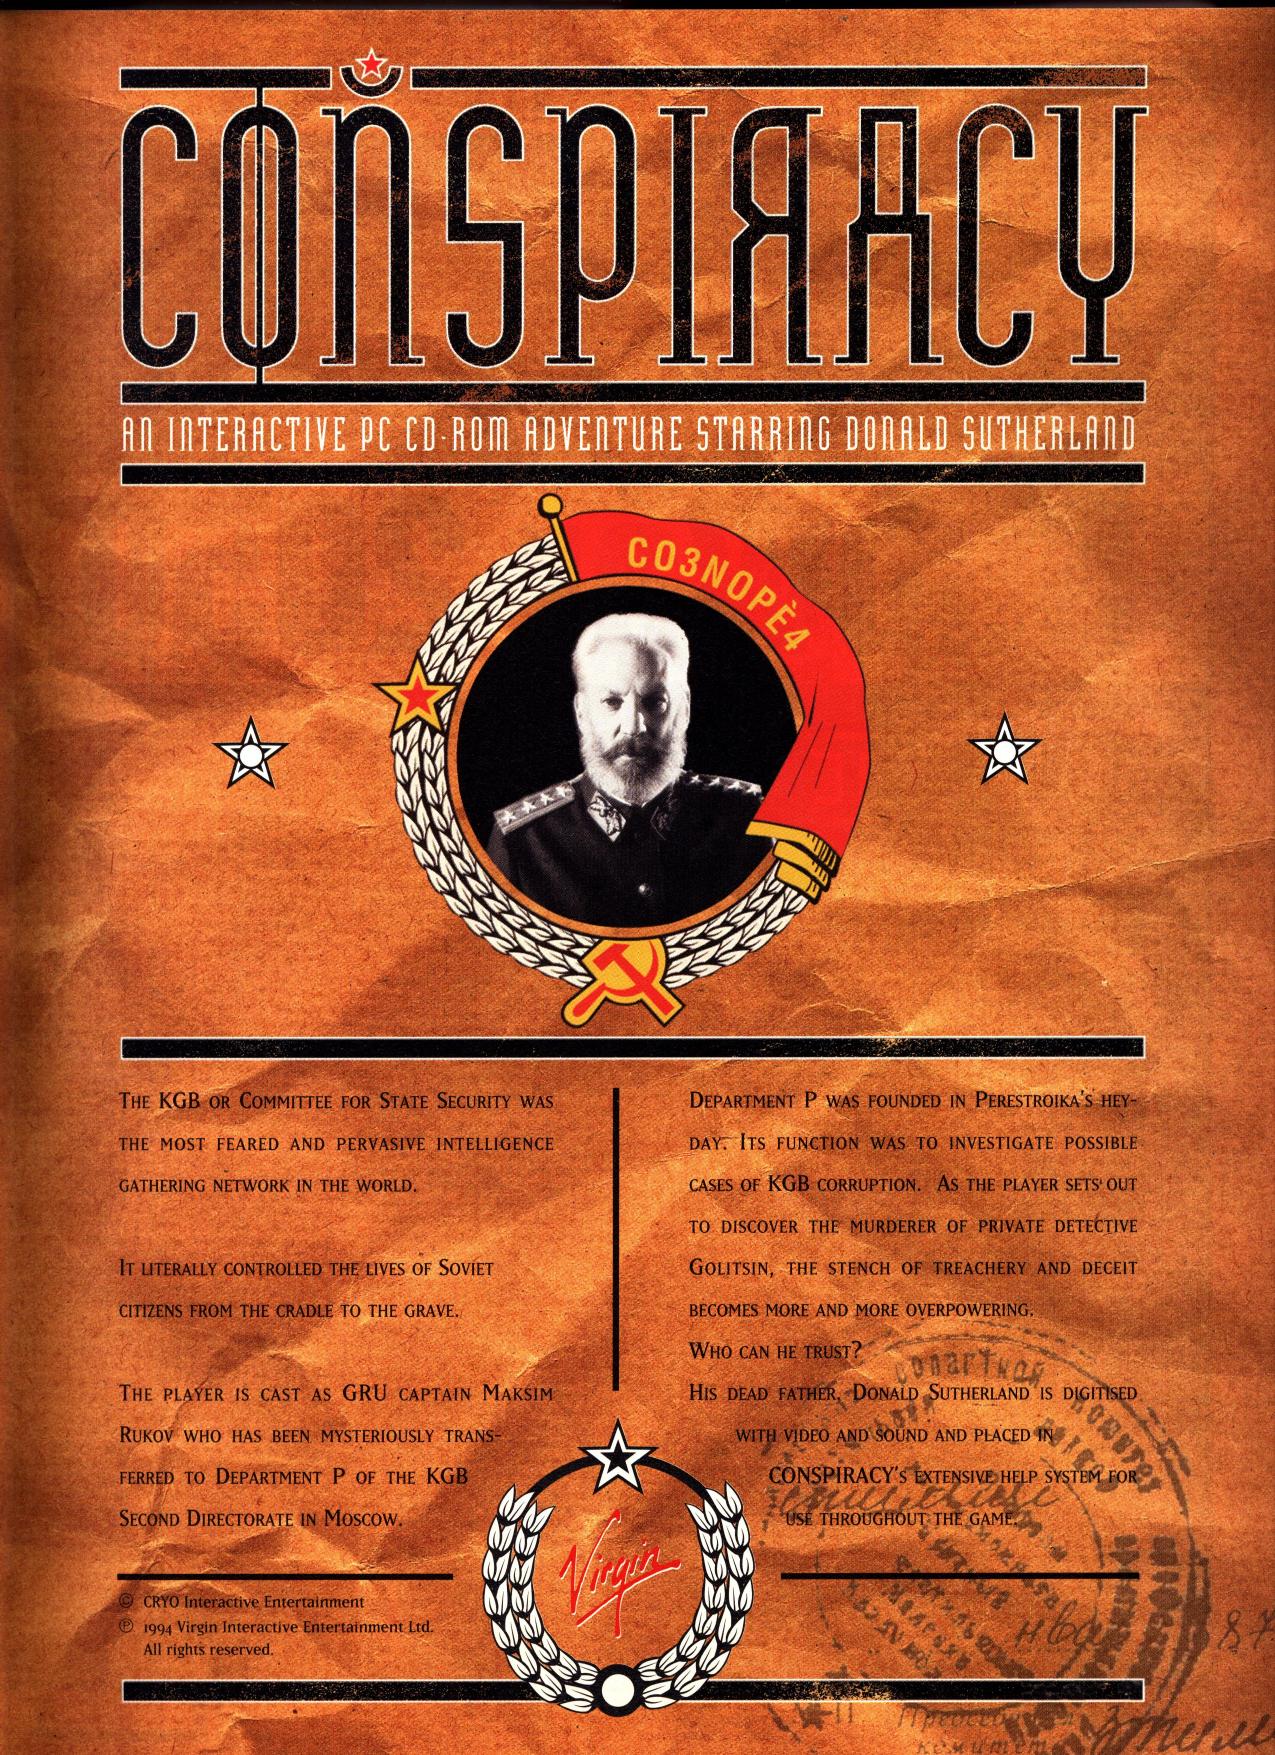 CONSPIRACY
AN INTERACTIVE PC CD-ROM ADVENTURE STARRING DONALD SUTHERLAND
CO3NOPÈ4
THE KGB OR COMMITTEE FOR STATE SECURITY WAS
THE MOST FEARED AND PERVASIVE INTELLIGENCE
GATHERING NETWORK IN THE WORLD.
IT LITERALLY CONTROLLED THE LIVES OF SOVIET
CITIZENS FROM THE CRADLE TO THE GRAVE.
THE PLAYER IS CAST AS GRU CAPTAIN MAKSIM
RUKOV WHO HAS BEEN MYSTERIOUSLY TRANS-
FERRED TO DEPARTMENT P OF THE KGB
SECOND DIRECTORATE IN MOSCOW.
DEPARTMENT P WAS FOUNDED IN PERESTROIKA'S HEY-
DAY. ITS FUNCTION WAS TO INVESTIGATE POSSIBLE
CASES OF KGB CORRUPTION. AS THE PLAYER SETS OUT
TO DISCOVER THE MURDERER OF PRIVATE DETECTIVE
GOLITSIN, THE STENCH OF TREACHERY AND DECEIT
BECOMES MORE AND MORE OVERPOWERING.
WHO CAN HE TRUST?
HIS DEAD FATHER, DONALD SUTHERLAND IS DIGITISED
WITH VIDEO AND SOUND AND PLACED IN
CONSPIRACY'S EXTENSIVE HELP SYSTEM FOR
USE THROUGHOUT THE GAME.
Virgin
© CRYO Interactive Entertainment
℗ 1994 Virgin Interactive Entertainment Ltd.
All rights reserved.